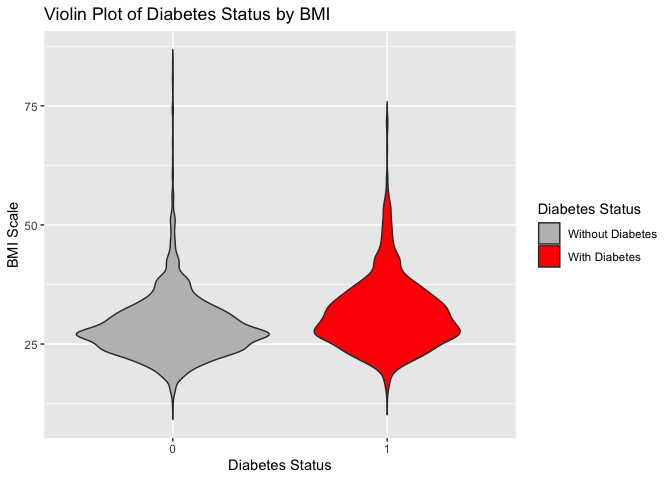 Violin Plot of Diabetes Status by BMI
75
50
25
BMI Scale
0
1
Diabetes Status
Diabetes Status
Without Diabetes
With Diabetes